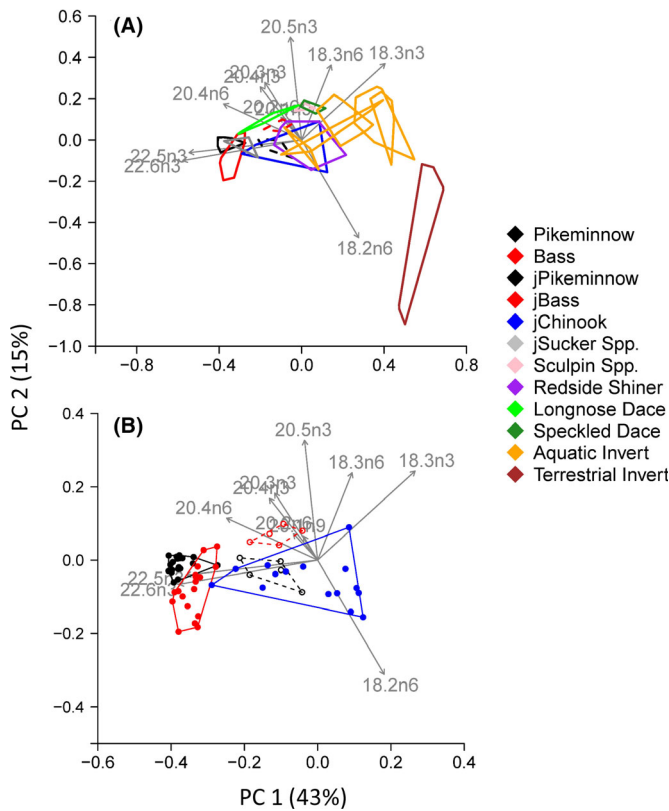 (A)
0.6
0.4
0.2
0.0
−0.2
−0.4
−0.6
−0.8
−1.0
20.5n3
18.3n6
18.3n3
20.3n3
20.4n3
20.4n6
22.5n3
22.6n3
18.2n6
−0.8
−0.4
0.0
0.4
0.8
PC 2 (15%)
Pikeminnow
Bass
jPikeminnow
jBass
jChinook
jSucker Spp.
Sculpin Spp.
Redside Shiner
Longnose Dace
Speckled Dace
Aquatic Invert
Terrestrial Invert
(B)
0.4
0.2
0.0
−0.2
−0.4
20.5n3
18.3n6
18.3n3
20.3n3
20.4n3
20.4n6
22.6n3
18.2n6
−0.6
−0.4
−0.2
0.0
0.2
0.4
PC 1 (43%)